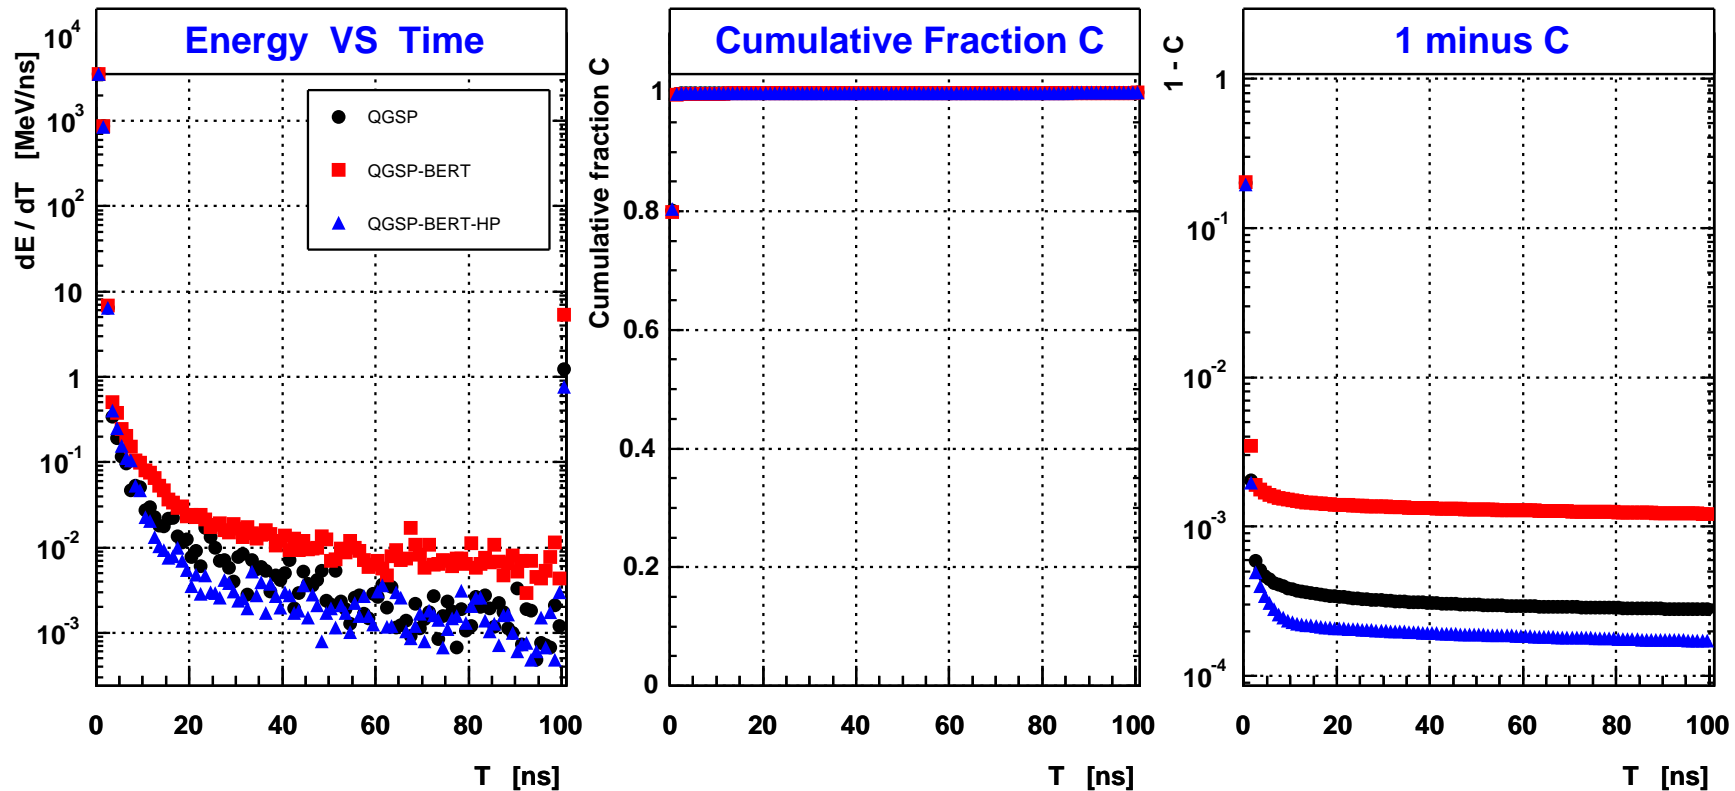 Energy VS Time
dE / dT [MeV/ns]
10^4
10^3
10^2
10
1
10^-1
10^-2
10^-3
QGSP
QGSP-BERT
QGSP-BERT-HP
0 20 40 60 80 100
T [ns]
Cumulative Fraction C
Cumulative fraction C
1
0.8
0.6
0.4
0.2
0
0 20 40 60 80 100
T [ns]
1 minus C
1 - C
1
10^-1
10^-2
10^-3
10^-4
0 20 40 60 80 100
T [ns]